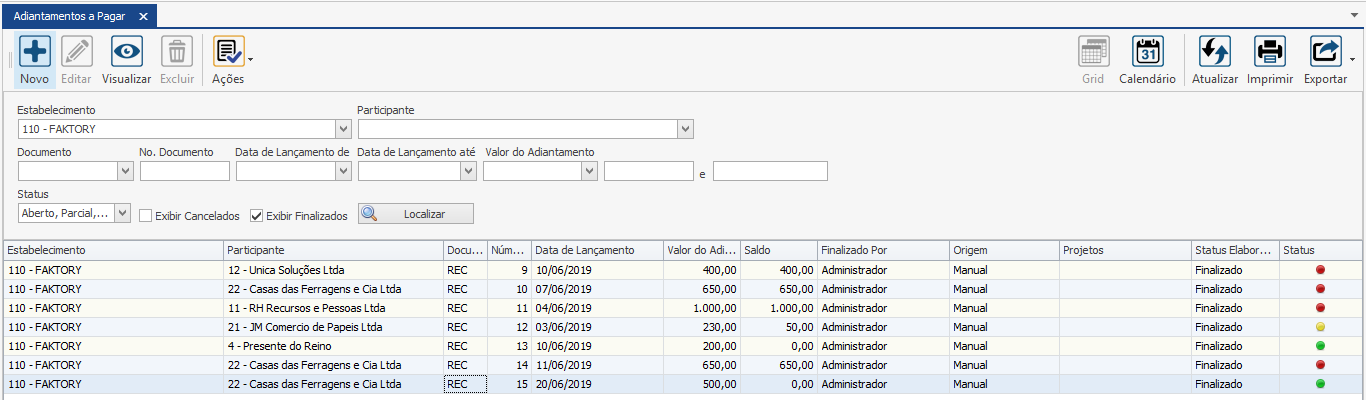 Adiantamentos a Pagar
Novo Editar Visualizar Excluir Ações Grid 31 Calendário Atualizar Imprimir Exportar
Estabelecimento Participante
110 - FAKTORY
Documento No. Documento Data de Lançamento de Data de Lançamento até Valor do Adiantamento
e
Status
Aberto, Parcial,... Exibir Cancelados Exibir Finalizados Localizar
Estabelecimento Participante Docu... Núm... Data de Lançamento Valor do Adi... Saldo Finalizado Por Origem Projetos Status Elabor... Status
110 - FAKTORY 12 - Unica Soluções Ltda REC 9 10/06/2019 400,00 400,00 Administrador Manual Finalizado
110 - FAKTORY 22 - Casas das Ferragens e Cia Ltda REC 10 07/06/2019 650,00 650,00 Administrador Manual Finalizado
110 - FAKTORY 11 - RH Recursos e Pessoas Ltda REC 11 04/06/2019 1.000,00 1.000,00 Administrador Manual Finalizado
110 - FAKTORY 21 - JM Comercio de Papeis Ltda REC 12 03/06/2019 230,00 50,00 Administrador Manual Finalizado
110 - FAKTORY 4 - Presente do Reino REC 13 10/06/2019 200,00 0,00 Administrador Manual Finalizado
110 - FAKTORY 22 - Casas das Ferragens e Cia Ltda REC 14 11/06/2019 650,00 650,00 Administrador Manual Finalizado
110 - FAKTORY 22 - Casas das Ferragens e Cia Ltda REC 15 20/06/2019 500,00 0,00 Administrador Manual Finalizado